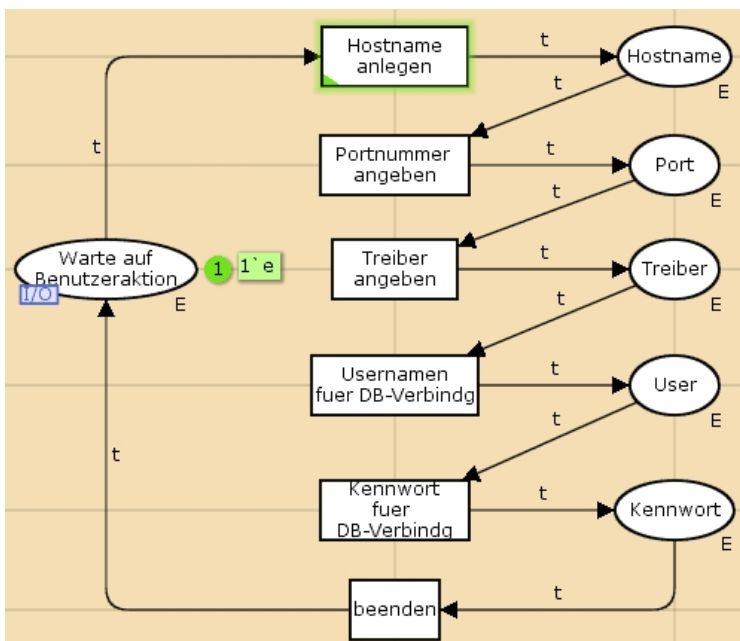 Hostname
anlegen
t
Hostname
E
t
t
Portnummer
angeben
t
Port
E
t
Warte auf
Benutzeraktion
I/O
E
1
1`e
Treiber
angeben
t
Treiber
E
t
Usernamen
fuer DB-Verbindg
t
User
E
t
t
Kennwort
fuer
DB-Verbindg
t
Kennwort
E
beenden
t